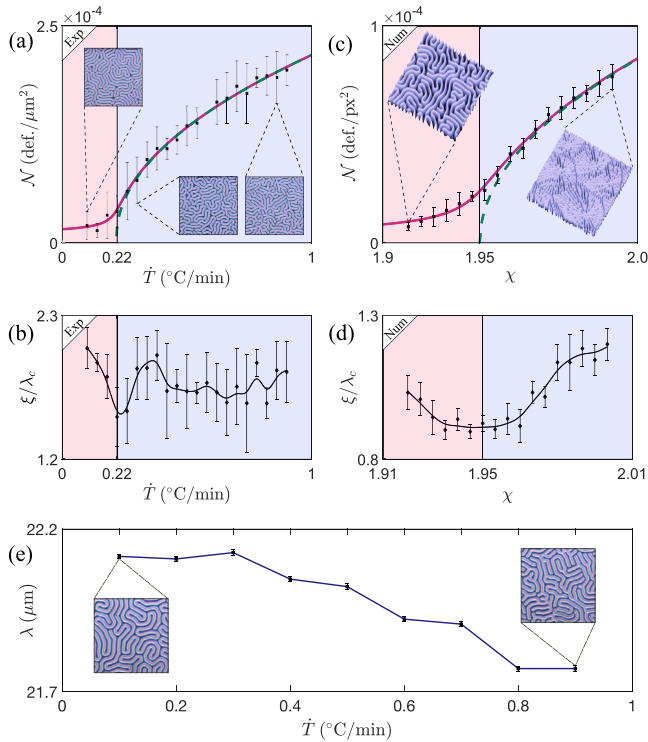 (a)
Exp
2.5
×10⁻⁴
𝒩 (def./μm²)
0
0
0.22
1
Ṫ (°C/min)
(c)
Num
1
×10⁻⁴
𝒩 (def./px²)
0
1.9
1.95
2.0
χ
(b)
Exp
2.3
ξ/λc
1.2
0
0.22
1
Ṫ (°C/min)
(d)
Num
1.3
ξ/λc
0.8
1.91
1.95
2.01
χ
(e)
22.2
λ (μm)
21.7
0
0.2
0.4
0.6
0.8
1
Ṫ (°C/min)